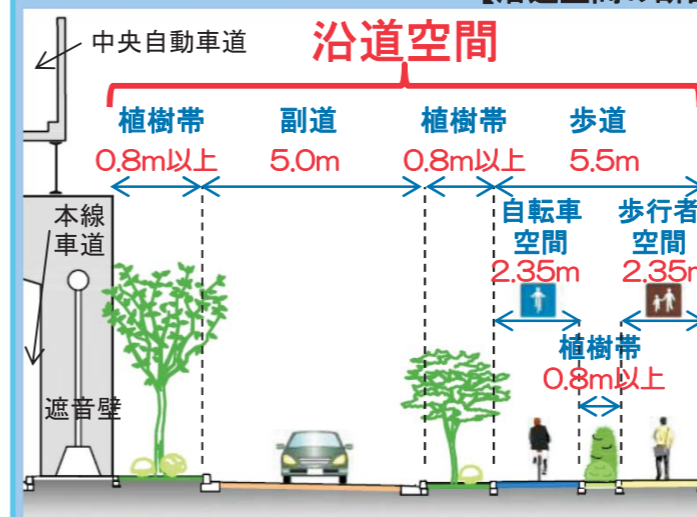 中央自動車道
沿道空間
植樹帯 副道 植樹帯 歩道
0.8m以上 5.0m 0.8m以上 5.5m
本線
車道
自転車
空間
2.35m
歩行者
空間
2.35m
植樹帯
0.8m以上
遮音壁